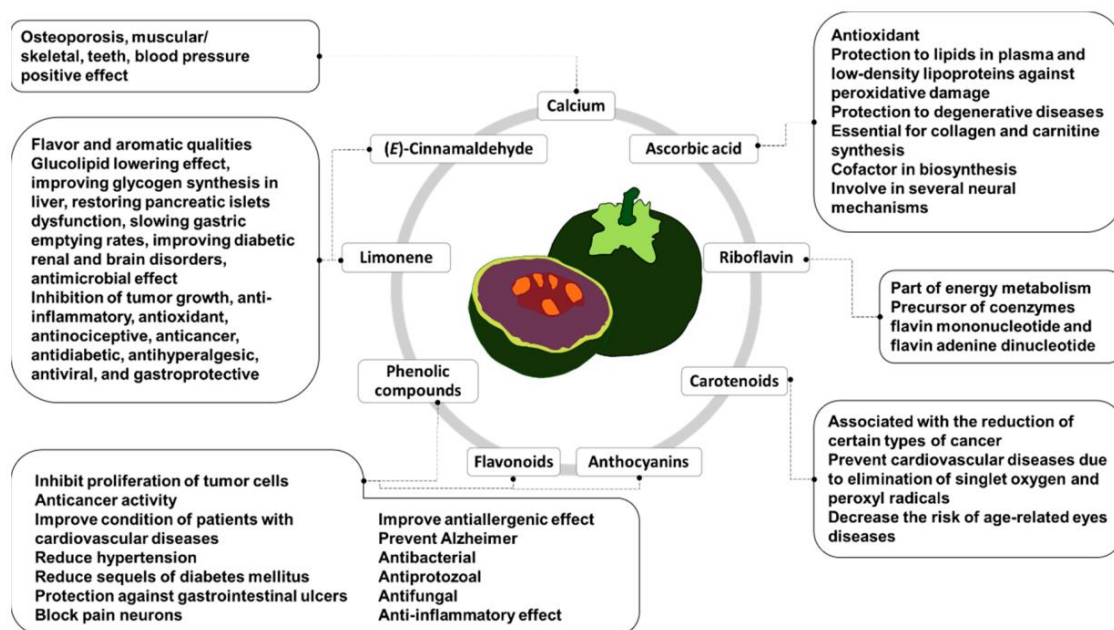 Osteoporosis, muscular/
skeletal, teeth, blood pressure
positive effect
Calcium
Antioxidant
Protection to lipids in plasma and
low-density lipoproteins against
peroxidative damage
Protection to degenerative diseases
Essential for collagen and carnitine
synthesis
Cofactor in biosynthesis
Involve in several neural
mechanisms
(E)-Cinnamaldehyde
Ascorbic acid
Flavor and aromatic qualities
Glucolipid lowering effect,
improving glycogen synthesis in
liver, restoring pancreatic islets
dysfunction, slowing gastric
emptying rates, improving diabetic
renal and brain disorders,
antimicrobial effect
Inhibition of tumor growth, anti-
inflammatory, antioxidant,
antinociceptive, anticancer,
antidiabetic, antihyperalgesic,
antiviral, and gastroprotective
Limonene
Riboflavin
Part of energy metabolism
Precursor of coenzymes
flavin mononucleotide and
flavin adenine dinucleotide
Phenolic
compounds
Carotenoids
Associated with the reduction of
certain types of cancer
Prevent cardiovascular diseases due
to elimination of singlet oxygen and
peroxyl radicals
Decrease the risk of age-related eyes
diseases
Flavonoids
Anthocyanins
Inhibit proliferation of tumor cells
Anticancer activity
Improve condition of patients with
cardiovascular diseases
Reduce hypertension
Reduce sequels of diabetes mellitus
Protection against gastrointestinal ulcers
Block pain neurons
Improve antiallergenic effect
Prevent Alzheimer
Antibacterial
Antiprotozoal
Antifungal
Anti-inflammatory effect